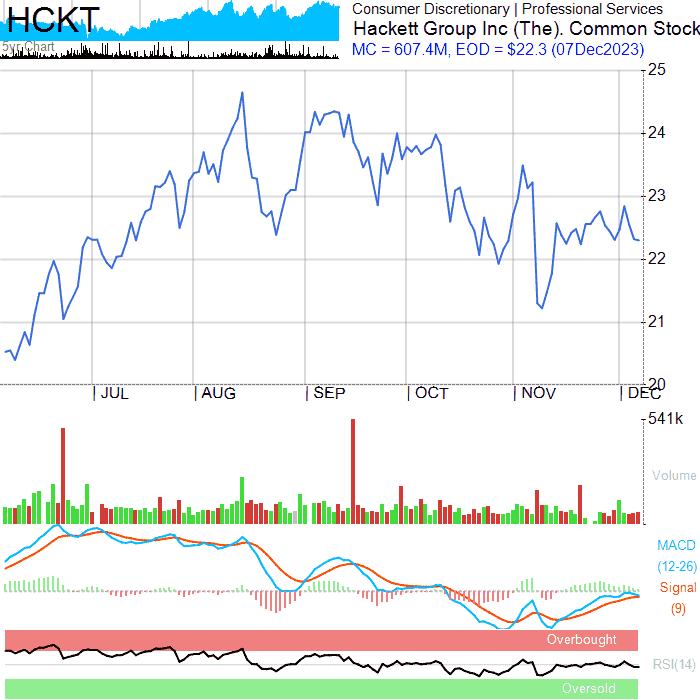 HCKT
5yr Chart
Consumer Discretionary | Professional Services
Hackett Group Inc (The). Common Stock
MC = 607.4M, EOD = $22.3 (07Dec2023)
25
24
23
22
21
20
JUL AUG SEP OCT NOV DEC
541k
Volume
MACD
(12-26)
Signal
(9)
Overbought
RSI(14)
Oversold